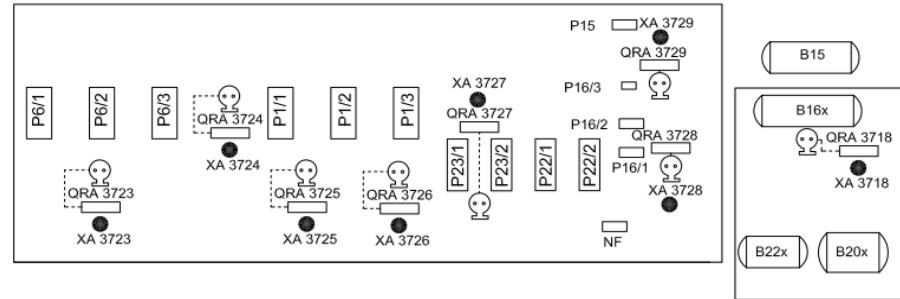 P15
XA 3729
QRA 3729
B15
P6/1
P6/2
P6/3
QRA 3724
XA 3724
P1/1
P1/2
P1/3
XA 3727
QRA 3727
P16/3
P16/2
P16/1
QRA 3728
XA 3728
B16x
QRA 3718
XA 3718
P23/1
P23/2
P22/1
P22/2
QRA 3723
XA 3723
QRA 3725
XA 3725
QRA 3726
XA 3726
NF
B22x
B20x